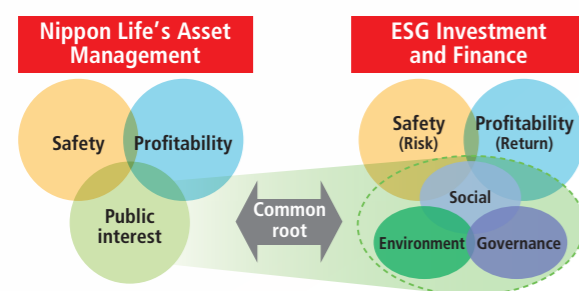 Nippon Life's Asset
Management
Safety
Profitability
Public
interest
Common
root
ESG Investment
and Finance
Safety
(Risk)
Profitability
(Return)
Social
Environment
Governance